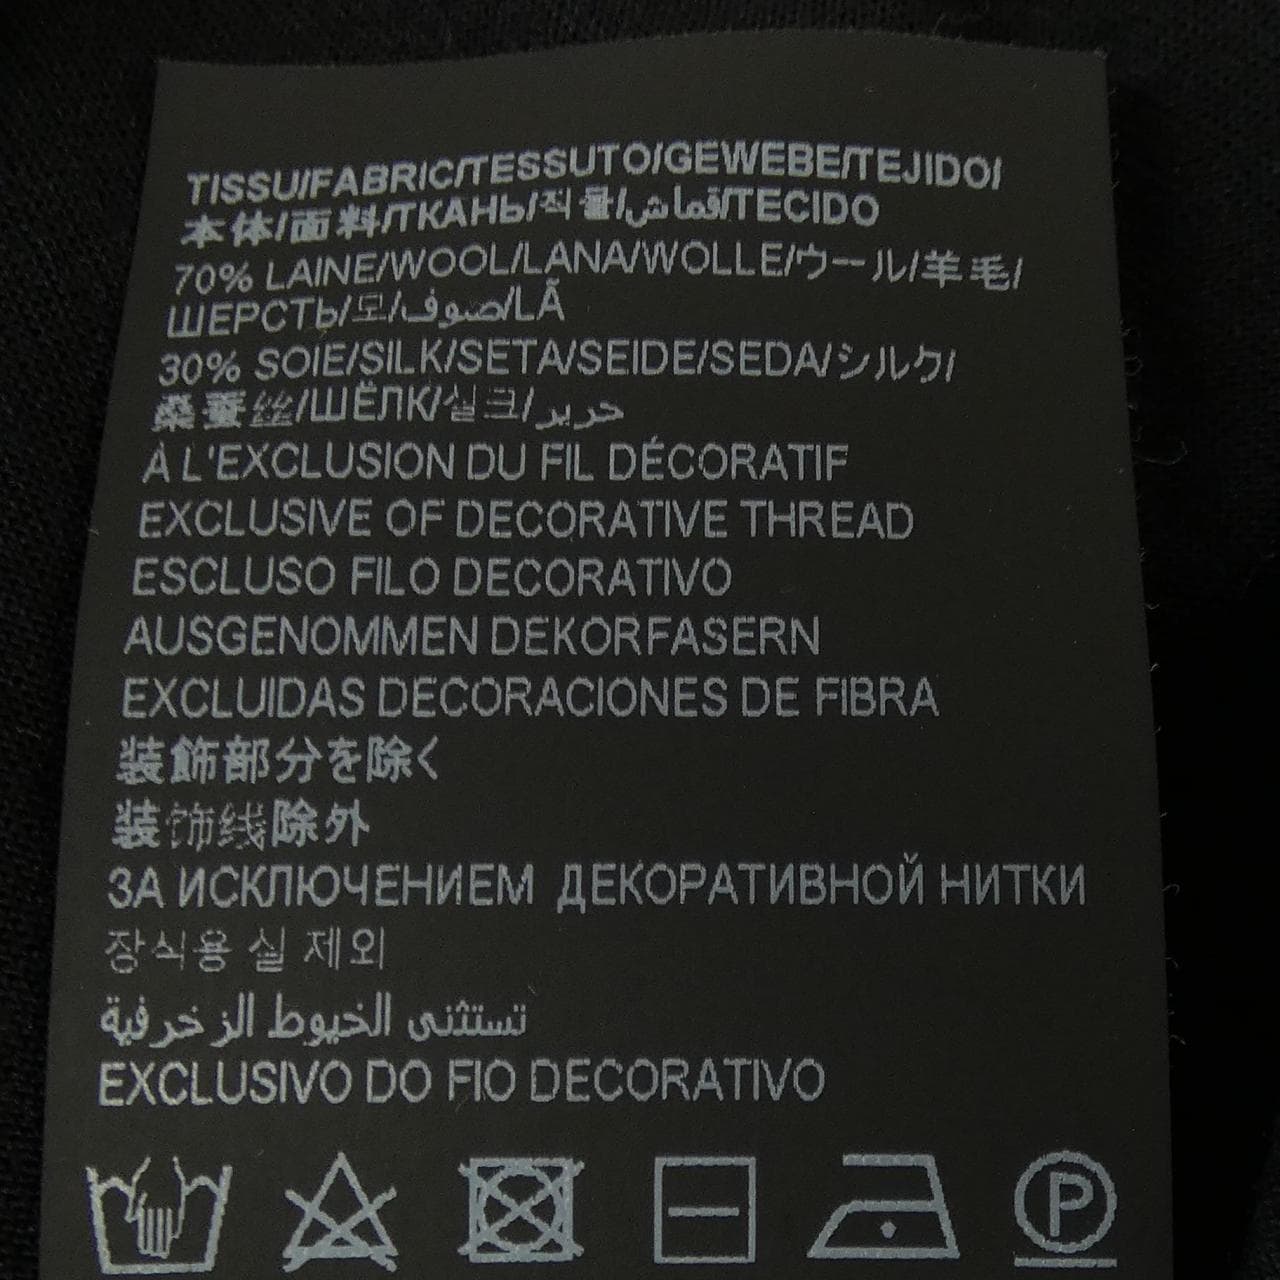 TISSU/FABRIC/TESSUTO/GEWEBE/TEJIDO/
本体/面料/ТКАНЬ/직물/قماش/TECIDO
70% LAINE/WOOL/LANA/WOLLE/ウール/羊毛/
ШЕРСТЬ/모/صوف/LÃ
30% SOIE/SILK/SETA/SEIDE/SEDA/シルク/
桑蚕丝/ШЁЛК/실크/حرير
À L'EXCLUSION DU FIL DÉCORATIF
EXCLUSIVE OF DECORATIVE THREAD
ESCLUSO FILO DECORATIVO
AUSGENOMMEN DEKORFASERN
EXCLUIDAS DECORACIONES DE FIBRA
装飾部分を除く
装饰线除外
ЗА ИСКЛЮЧЕНИЕМ ДЕКОРАТИВНОЙ НИТКИ
장식용 실 제외
تستثنى الخيوط الزخرفية
EXCLUSIVO DO FIO DECORATIVO
P